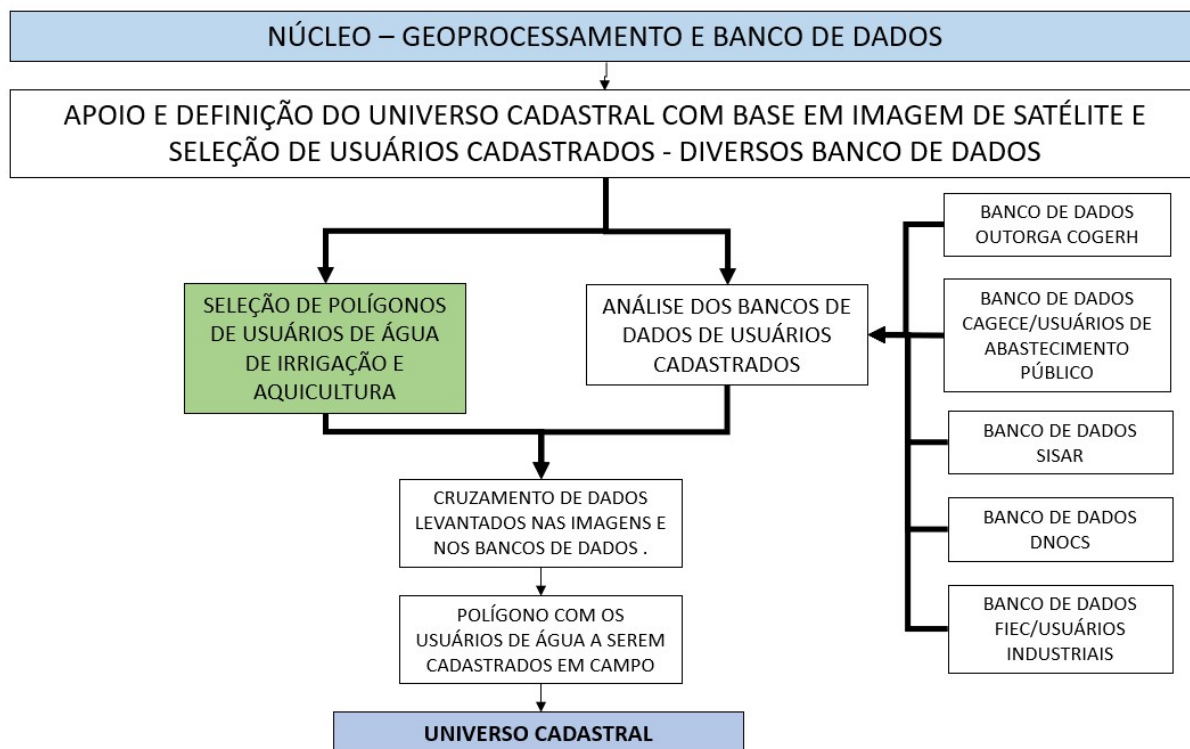 NÚCLEO – GEOPROCESSAMENTO E BANCO DE DADOS
APOIO E DEFINIÇÃO DO UNIVERSO CADASTRAL COM BASE EM IMAGEM DE SATÉLITE E
SELEÇÃO DE USUÁRIOS CADASTRADOS - DIVERSOS BANCO DE DADOS
SELEÇÃO DE POLÍGONOS
DE USUÁRIOS DE ÁGUA
DE IRRIGAÇÃO E
AQUICULTURA
ANÁLISE DOS BANCOS DE
DADOS DE USUÁRIOS
CADASTRADOS
BANCO DE DADOS
OUTORGA COGERH
BANCO DE DADOS
CAGECE/USUÁRIOS DE
ABASTECIMENTO
PÚBLICO
BANCO DE DADOS
SISAR
BANCO DE DADOS
DNOCS
BANCO DE DADOS
FIEC/USUÁRIOS
INDUSTRIAIS
CRUZAMENTO DE DADOS
LEVANTADOS NAS IMAGENS E
NOS BANCOS DE DADOS .
POLÍGONO COM OS
USUÁRIOS DE ÁGUA A SEREM
CADASTRADOS EM CAMPO
UNIVERSO CADASTRAL